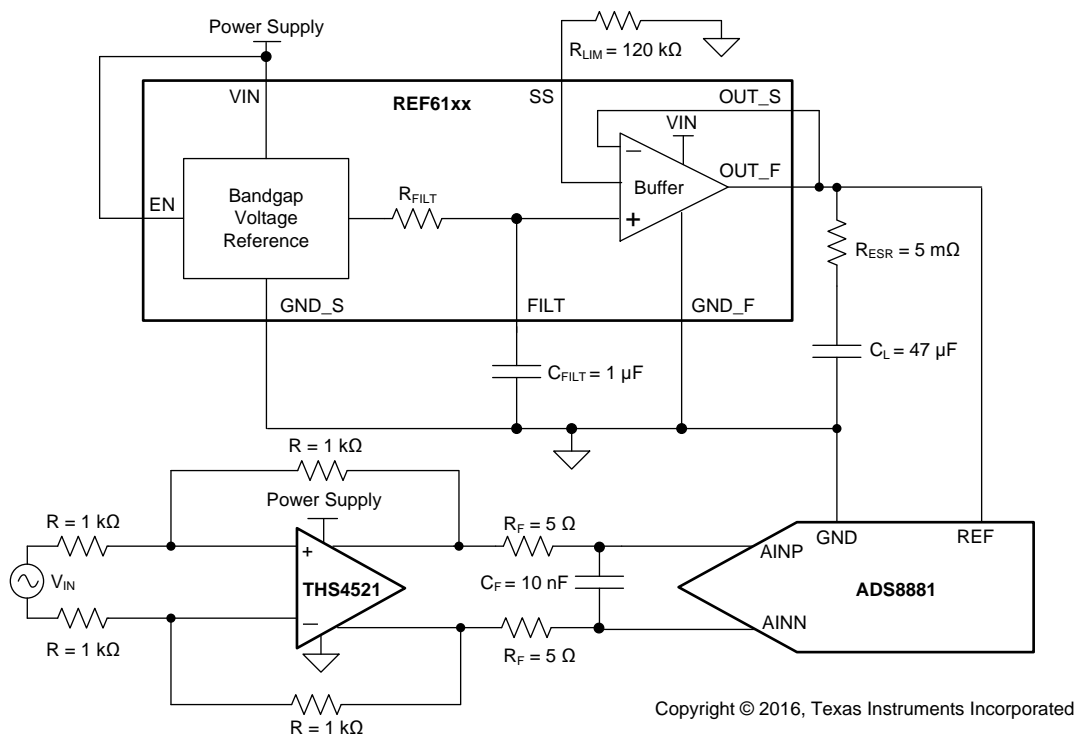 Power Supply
R_LIM = 120 kΩ
VIN
REF61xx
SS
OUT_S
VIN
OUT_F
EN
Bandgap
Voltage
Reference
R_FILT
Buffer
−
+
R_ESR = 5 mΩ
GND_S
FILT
GND_F
C_FILT = 1 µF
C_L = 47 µF
R = 1 kΩ
Power Supply
R = 1 kΩ
R_F = 5 Ω
GND
REF
AINP
+
V_IN
THS4521
C_F = 10 nF
ADS8881
−
AINN
R = 1 kΩ
R_F = 5 Ω
R = 1 kΩ
Copyright © 2016, Texas Instruments Incorporated